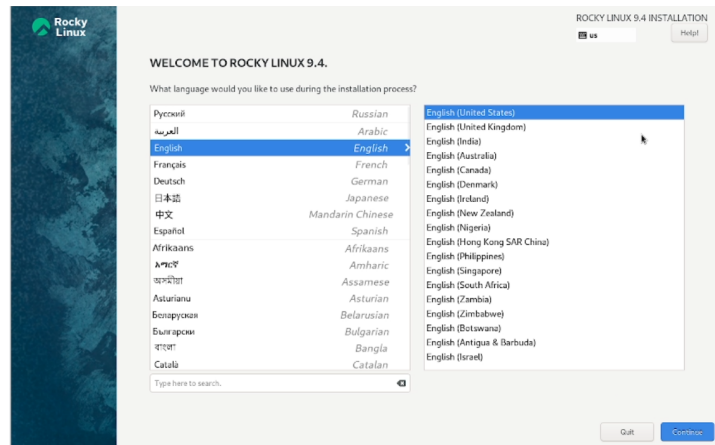 Rocky
Linux
ROCKY LINUX 9.4 INSTALLATION
us
Help!
WELCOME TO ROCKY LINUX 9.4.
What language would you like to use during the installation process?
Русский Russian
العربية Arabic
English English
Français French
Deutsch German
日本語 Japanese
中文 Mandarin Chinese
Español Spanish
Afrikaans Afrikaans
አማርኛ Amharic
অসমীয়া Assamese
Asturianu Asturian
Беларуская Belarusian
Български Bulgarian
বাংলা Bangla
Català Catalan
Type here to search.
English (United States)
English (United Kingdom)
English (India)
English (Australia)
English (Canada)
English (Denmark)
English (Ireland)
English (New Zealand)
English (Nigeria)
English (Hong Kong SAR China)
English (Philippines)
English (Singapore)
English (South Africa)
English (Zambia)
English (Zimbabwe)
English (Botswana)
English (Antigua & Barbuda)
English (Israel)
Quit
Continue